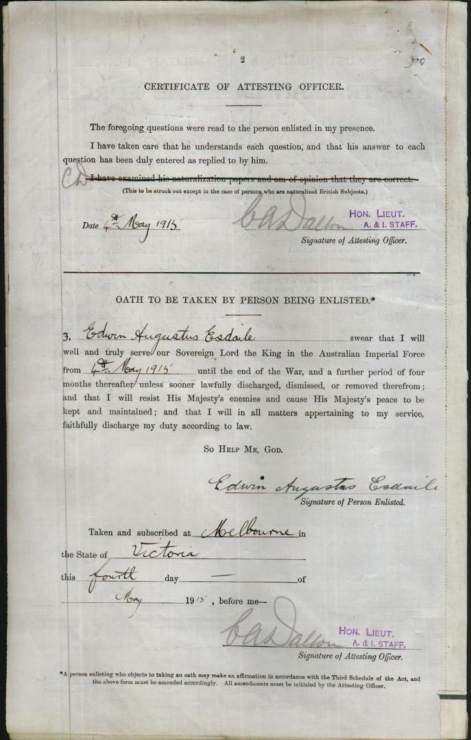 2
CERTIFICATE OF ATTESTING OFFICER.
The foregoing questions were read to the person enlisted in my presence.
I have taken care that he understands each question, and that his answer to each
question has been duly entered as replied to by him.
I have examined his naturalization papers and am of opinion that they are correct.
(This to be struck out except in the case of persons who are naturalized British Subjects.)
Date 4th May 1915
CA Dalton HON. LIEUT.
A. & I. STAFF.
Signature of Attesting Officer.
OATH TO BE TAKEN BY PERSON BEING ENLISTED.*
3, Edwin Augustus Esdaile swear that I will
well and truly serve our Sovereign Lord the King in the Australian Imperial Force
from 4th May 1915 until the end of the War, and a further period of four
months thereafter unless sooner lawfully discharged, dismissed, or removed therefrom;
and that I will resist His Majesty's enemies and cause His Majesty's peace to be
kept and maintained; and that I will in all matters appertaining to my service,
faithfully discharge my duty according to law.
SO HELP ME, GOD.
Edwin Augustus Esdaile
Signature of Person Enlisted.
Taken and subscribed at Melbourne in
the State of Victoria
this fourth day — of
May 1915, before me—
CA Dalton HON. LIEUT.
A. & I. STAFF.
Signature of Attesting Officer.
*A person enlisting who objects to taking an oath may make an affirmation in accordance with the Third Schedule of the Act, and
the above form must be amended accordingly. All amendments must be initialed by the Attesting Officer.